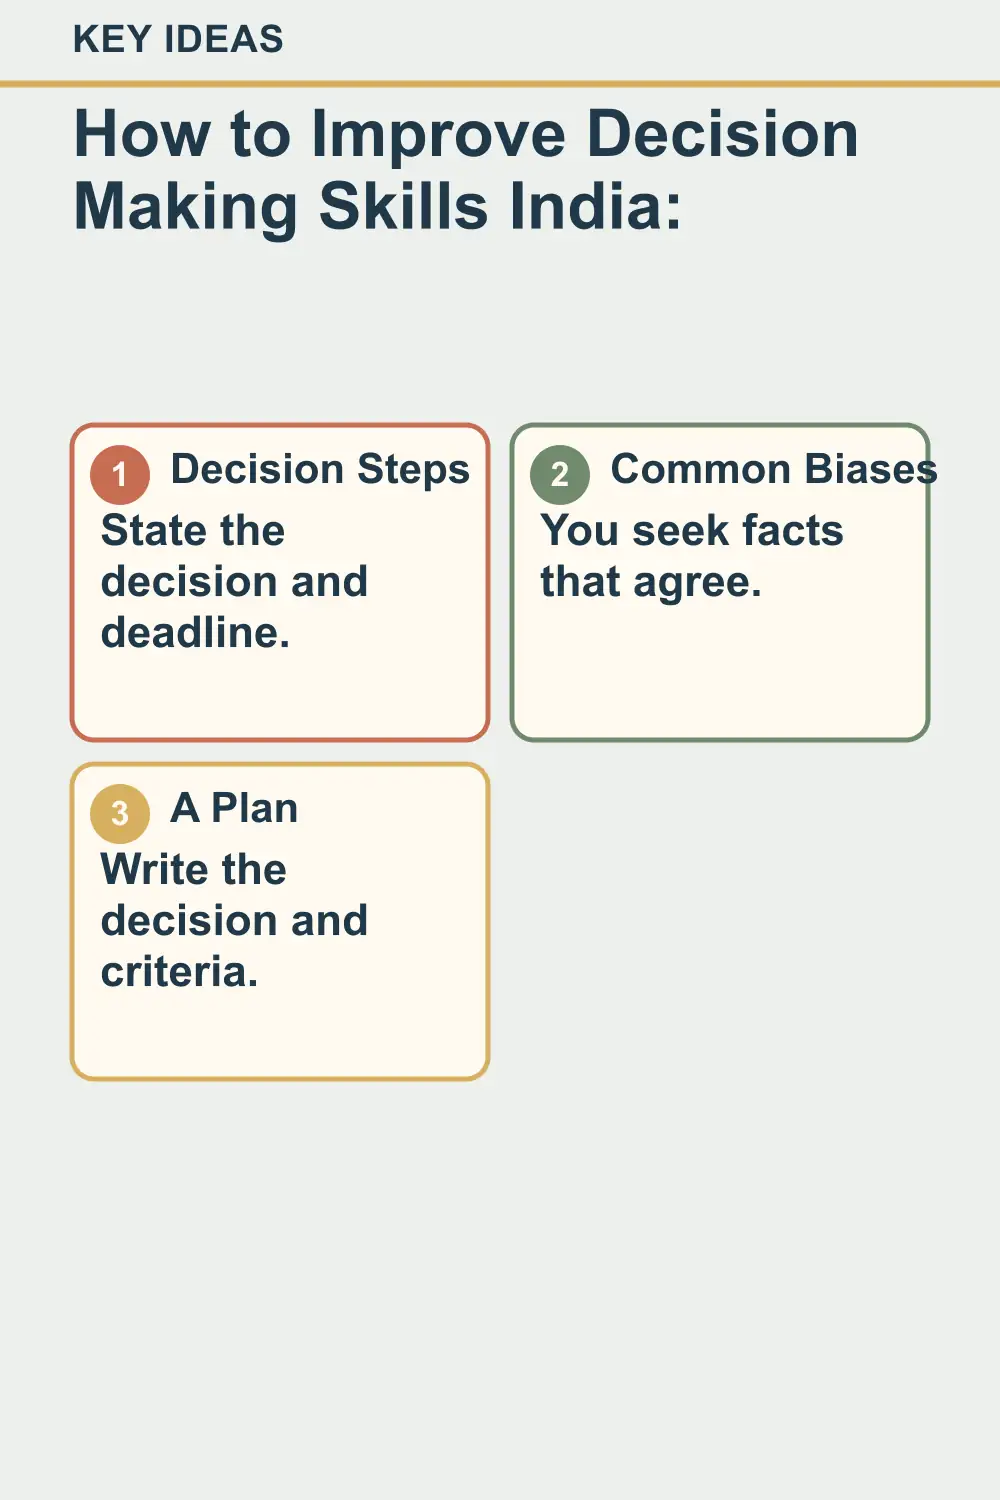 KEY IDEAS
How to Improve Decision
Making Skills India:
1 Decision Steps
State the
decision and
deadline.
2 Common Biases
You seek facts
that agree.
3 A Plan
Write the
decision and
criteria.